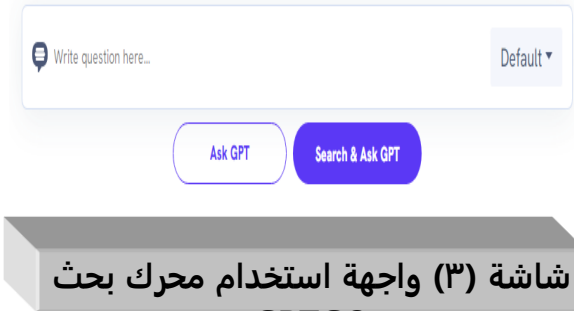 Write question here...
Default
Ask GPT
Search & Ask GPT
شاشة (٣) واجهة استخدام محرك بحث